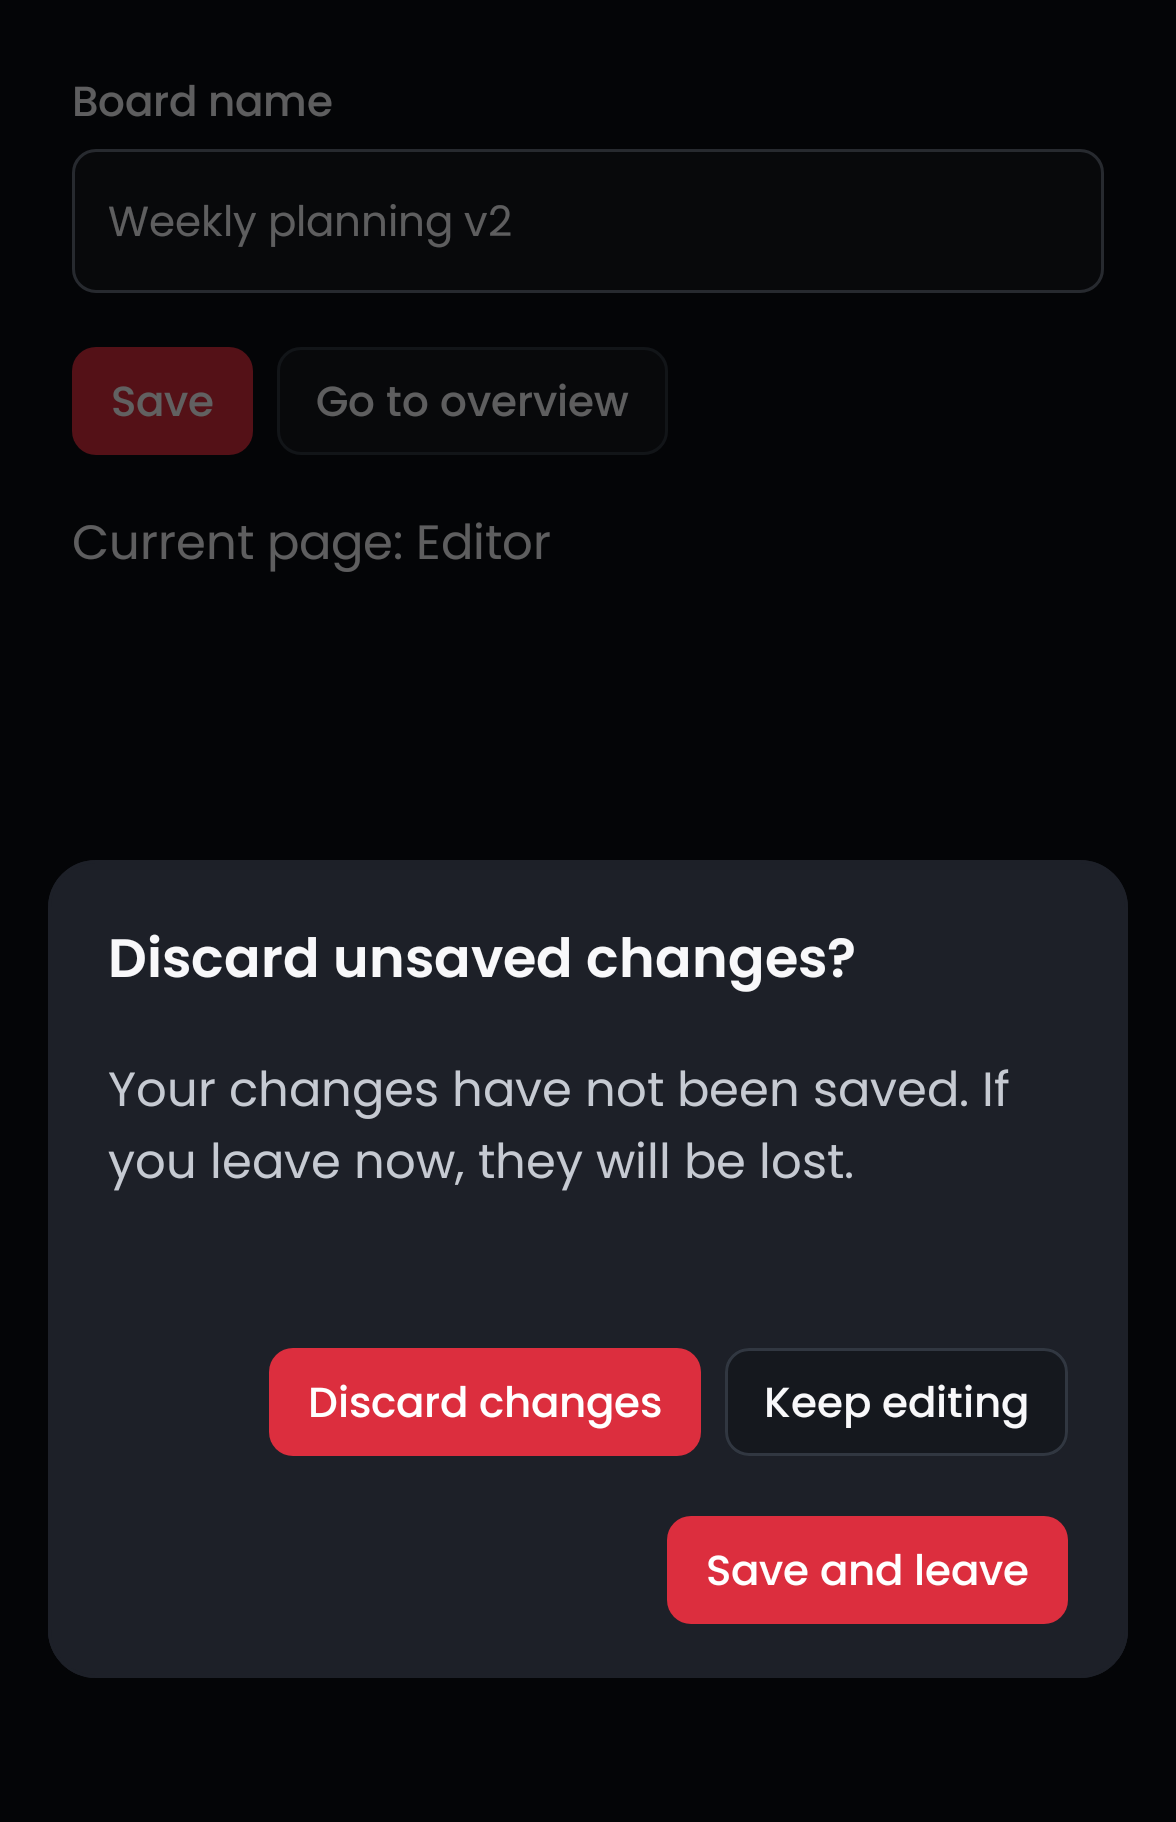 Board name
Weekly planning v2
Save
Go to overview
Current page: Editor
Discard unsaved changes?
Your changes have not been saved. If
you leave now, they will be lost.
Discard changes
Keep editing
Save and leave